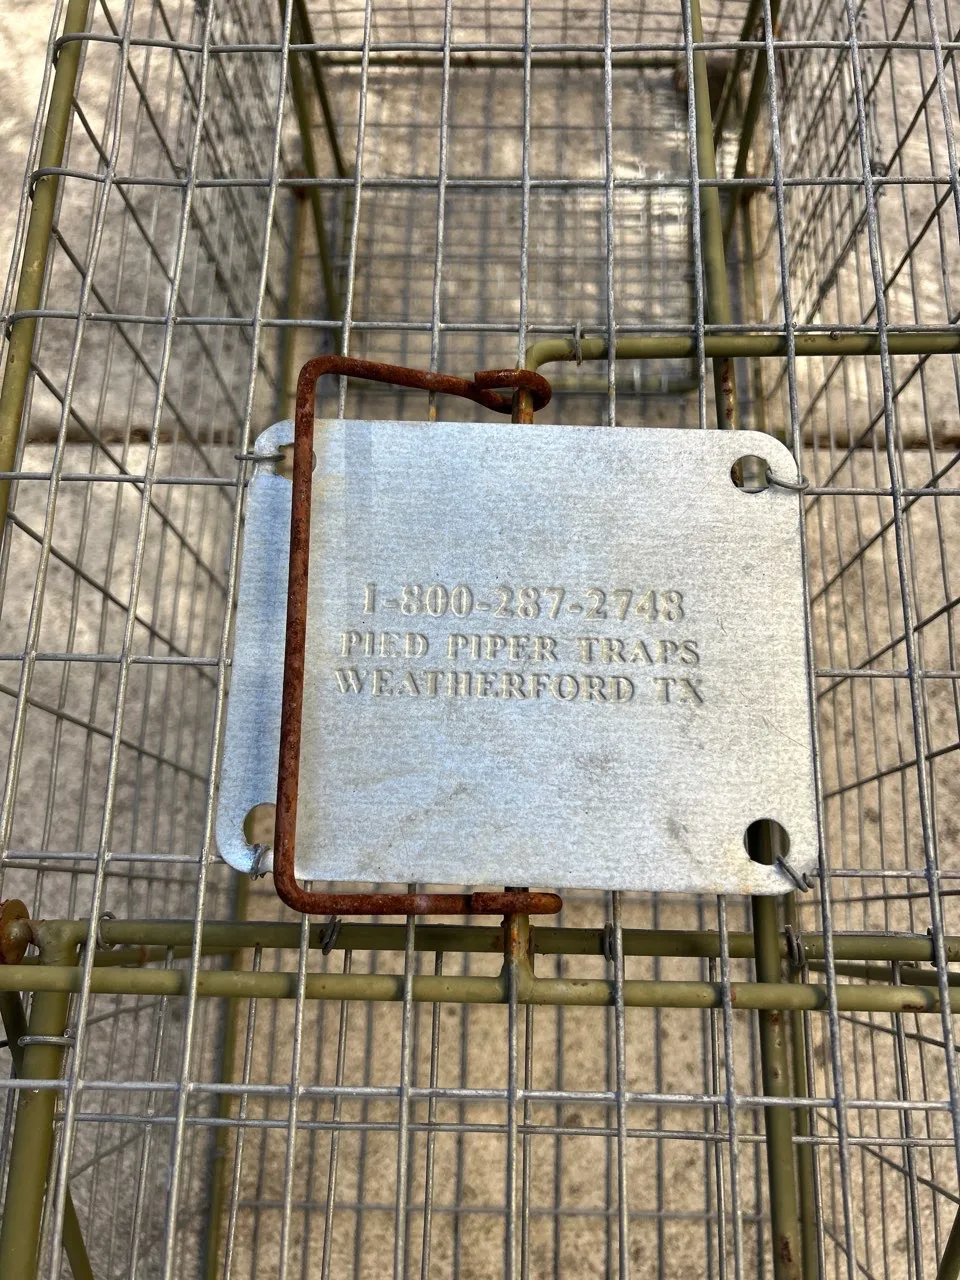 1-800-287-2748
PIED PIPER TRAPS
WEATHERFORD TX